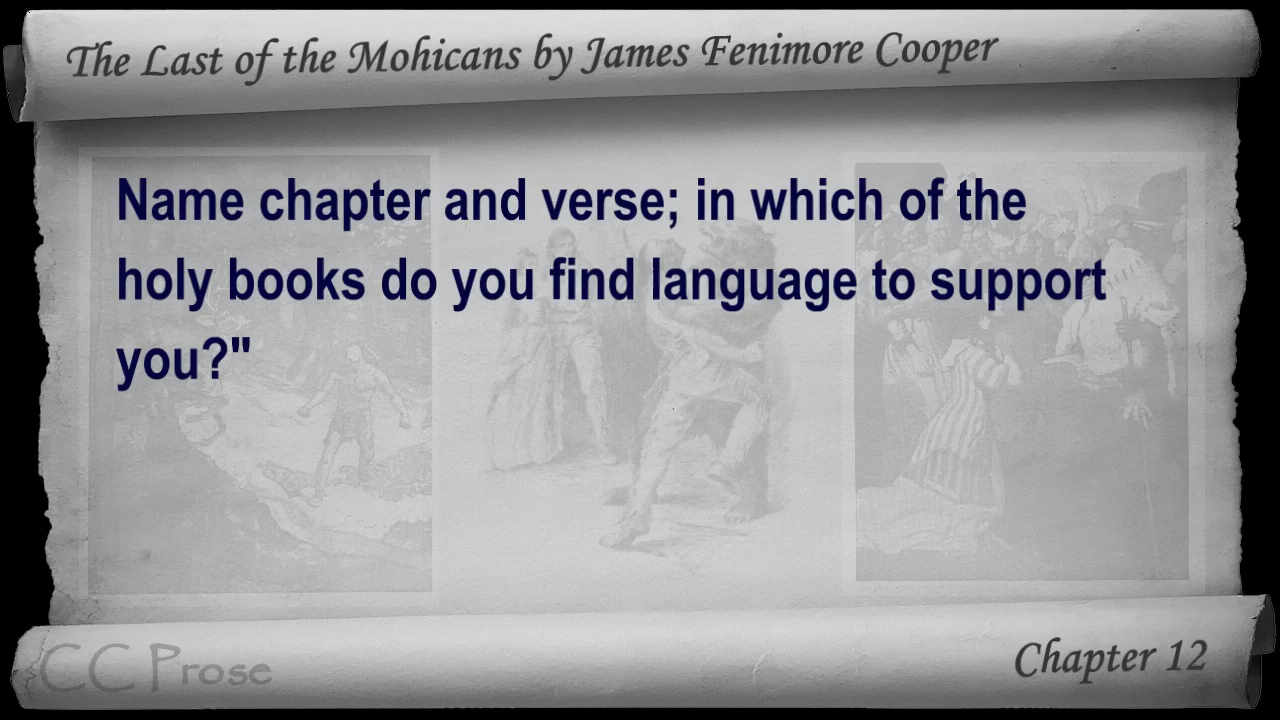 The Last of the Mohicans by James Fenimore Cooper
Name chapter and verse; in which of the
holy books do you find language to support
you?"
CC Prose
Chapter 12